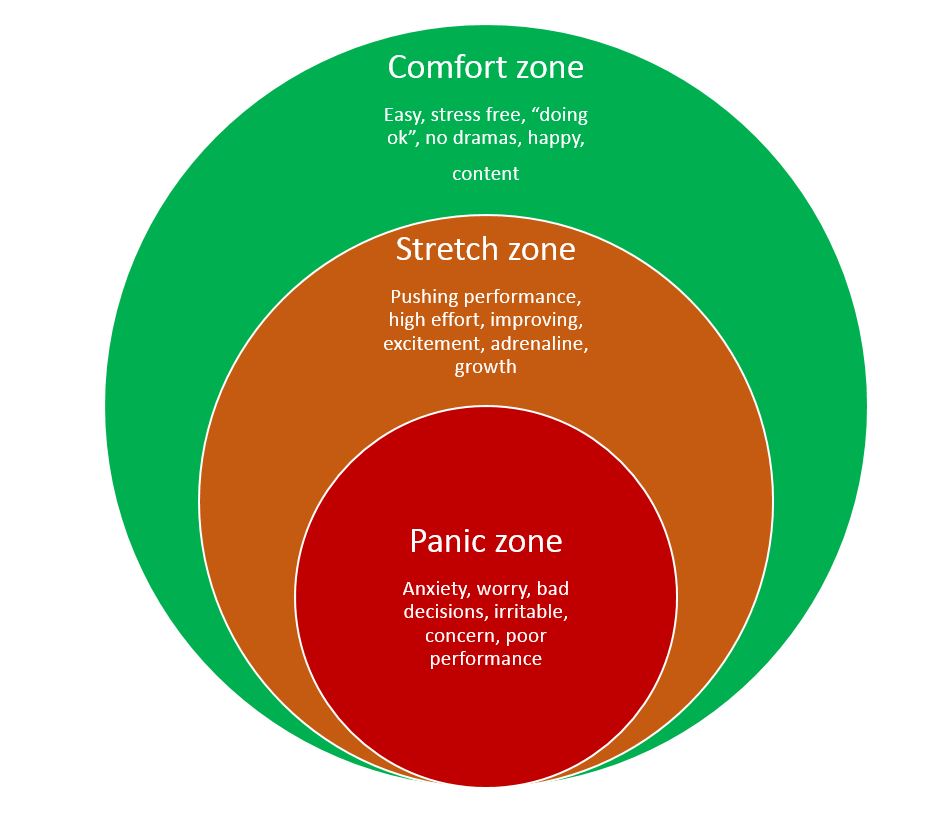 Comfort zone
Easy, stress free, “doing
ok”, no dramas, happy,
content
Stretch zone
Pushing performance,
high effort, improving,
excitement, adrenaline,
growth
Panic zone
Anxiety, worry, bad
decisions, irritable,
concern, poor
performance